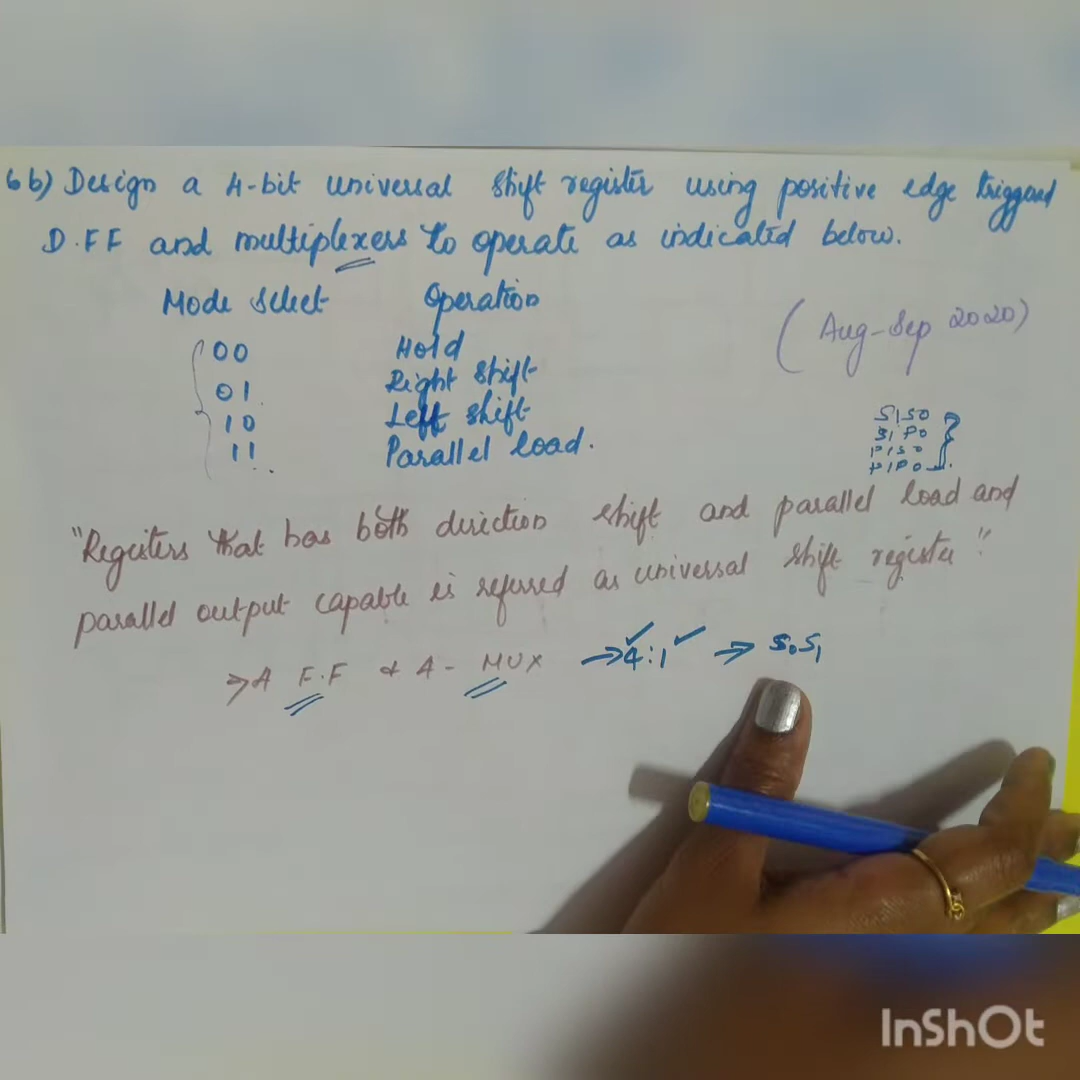 6b) Design a 4-bit universal shift register using positive edge triggard
D.FF and multiplexers to operate as indicated below.
Mode Select Operation
00 Hold
01 Right shift
10 Left shift
11 Parallel load.
(Aug-Sep 2020)
SISO
SIPO
PISO
PIPO
"Registers that has both direction shift and parallel load and
parallel output capable is referred as universal shift register".
⇒ 4 F.F & 4- MUX ⇒ 4:1 ⇒ S0S1
InShOt